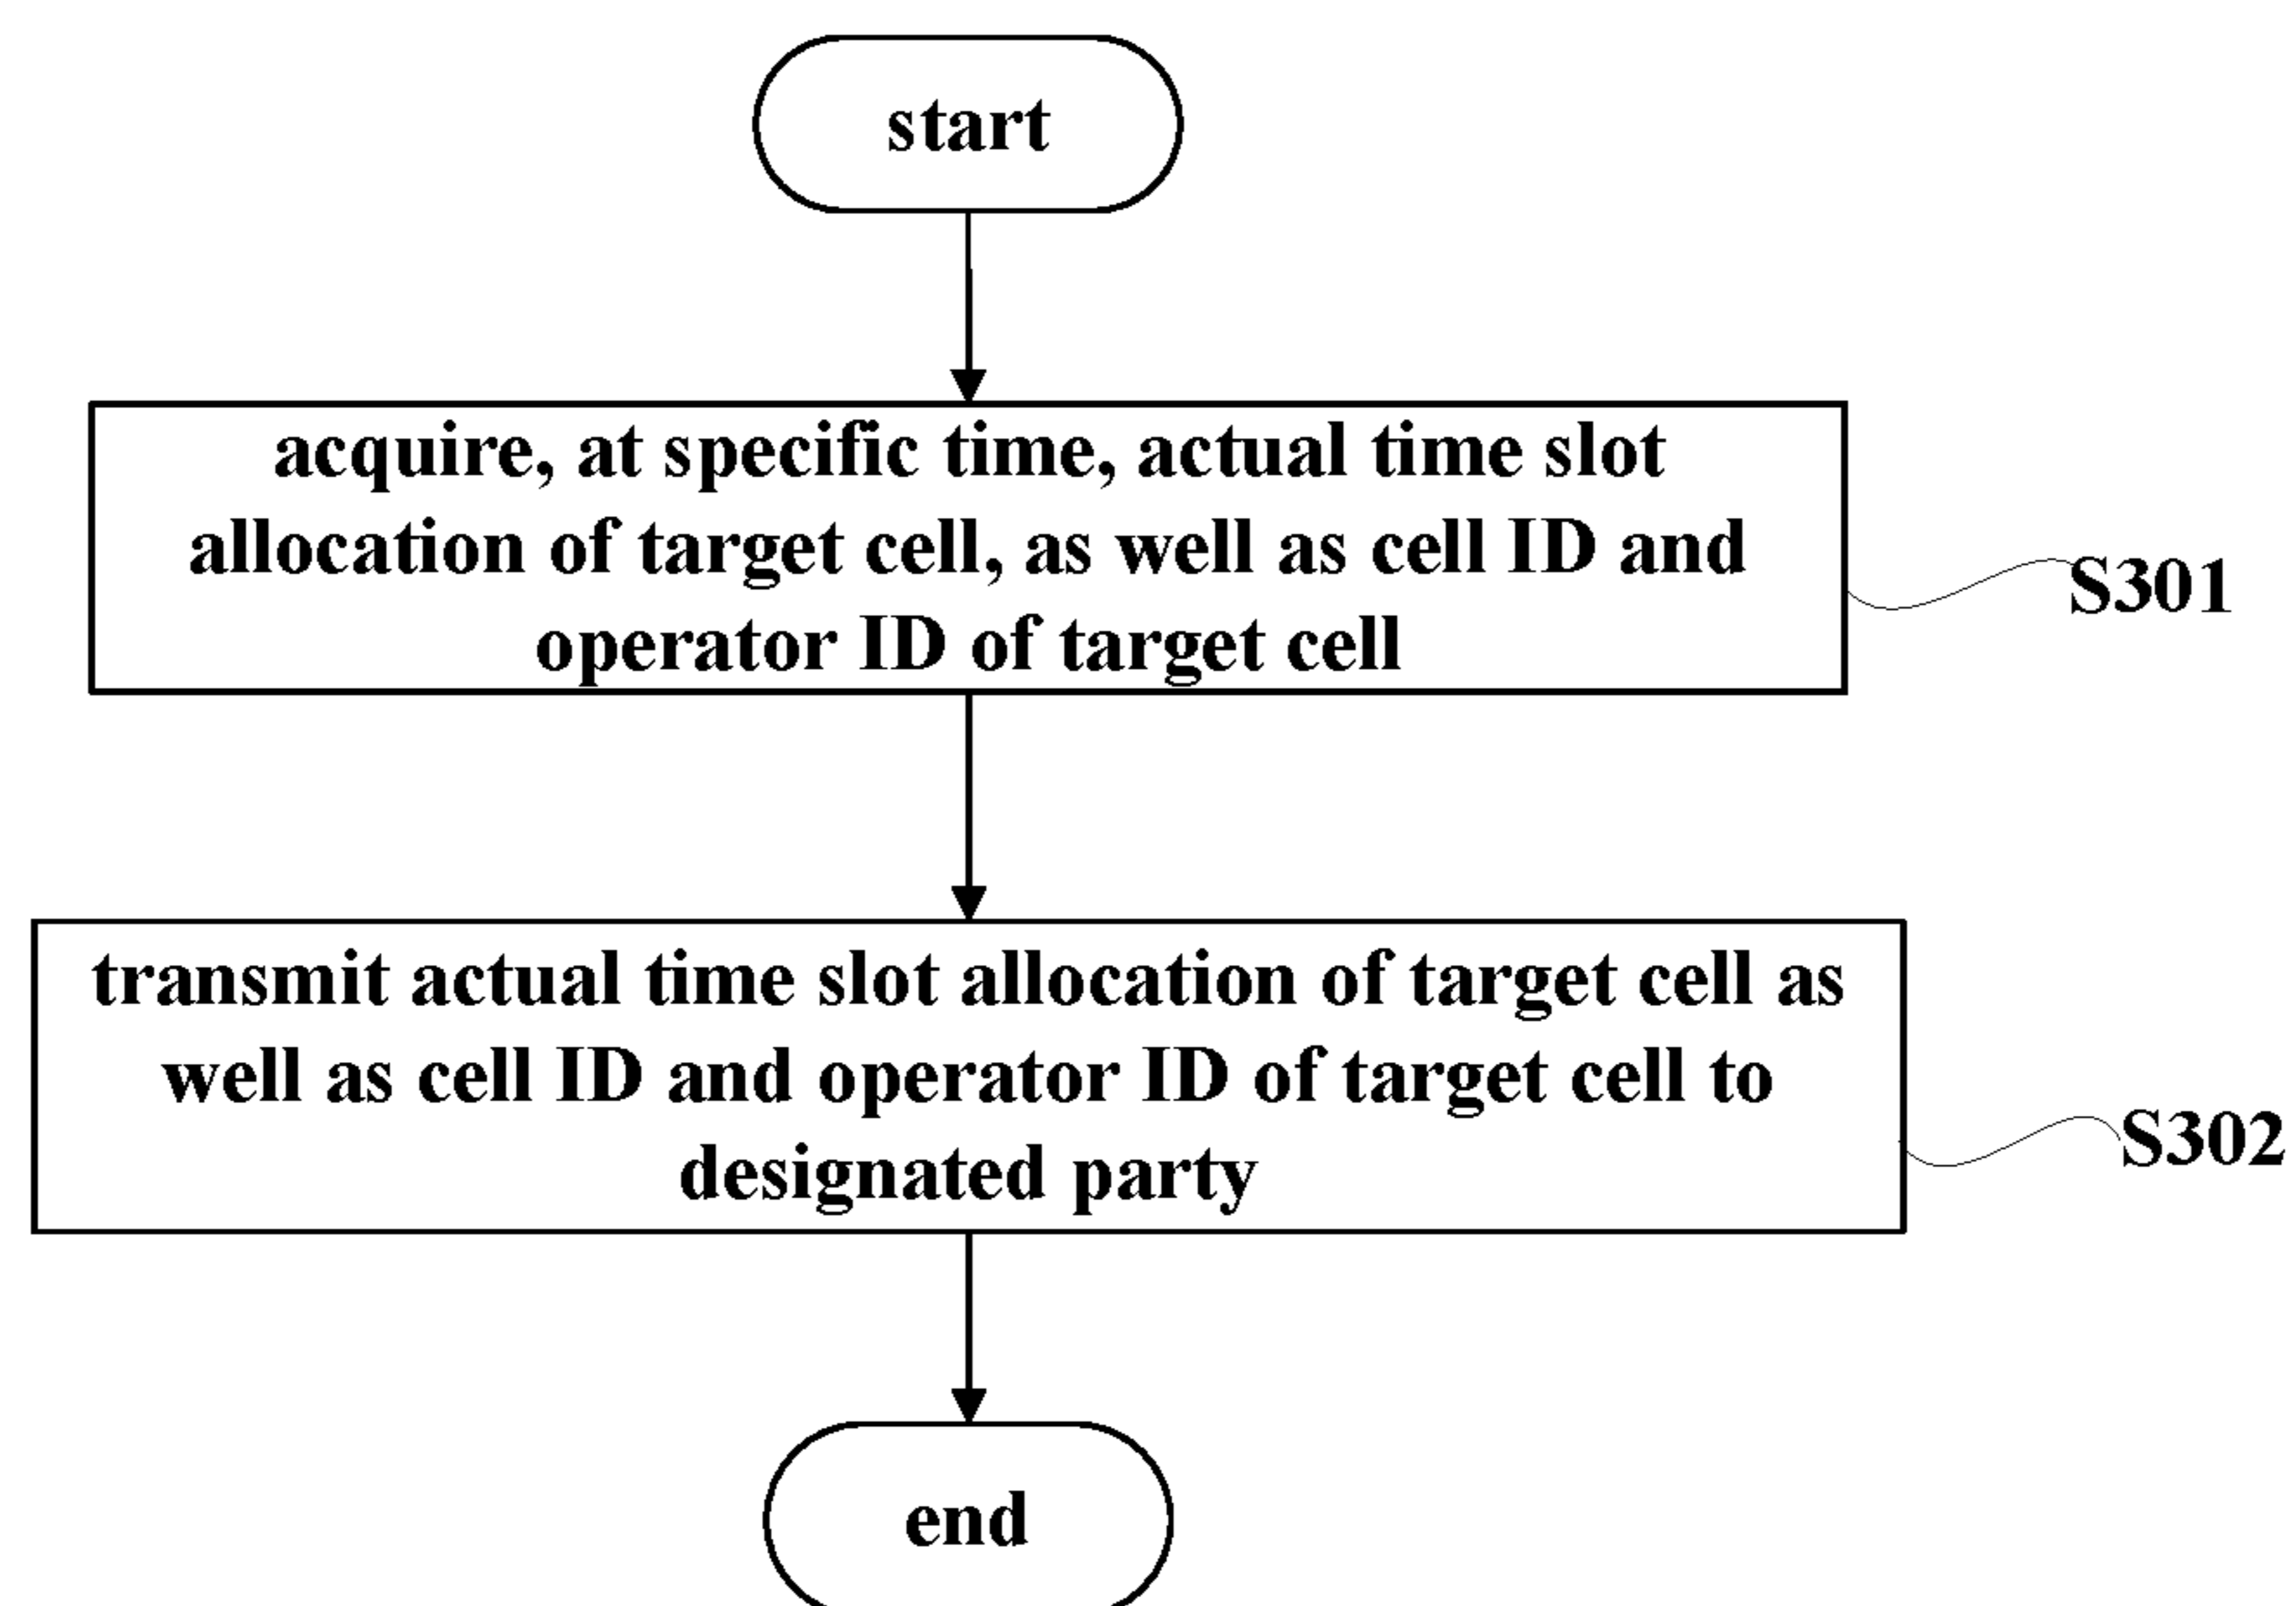 start
acquire, at specific time, actual time slot
allocation of target cell, as well as cell ID and
operator ID of target cell
S301
transmit actual time slot allocation of target cell as
well as cell ID and operator ID of target cell to
designated party
S302
end